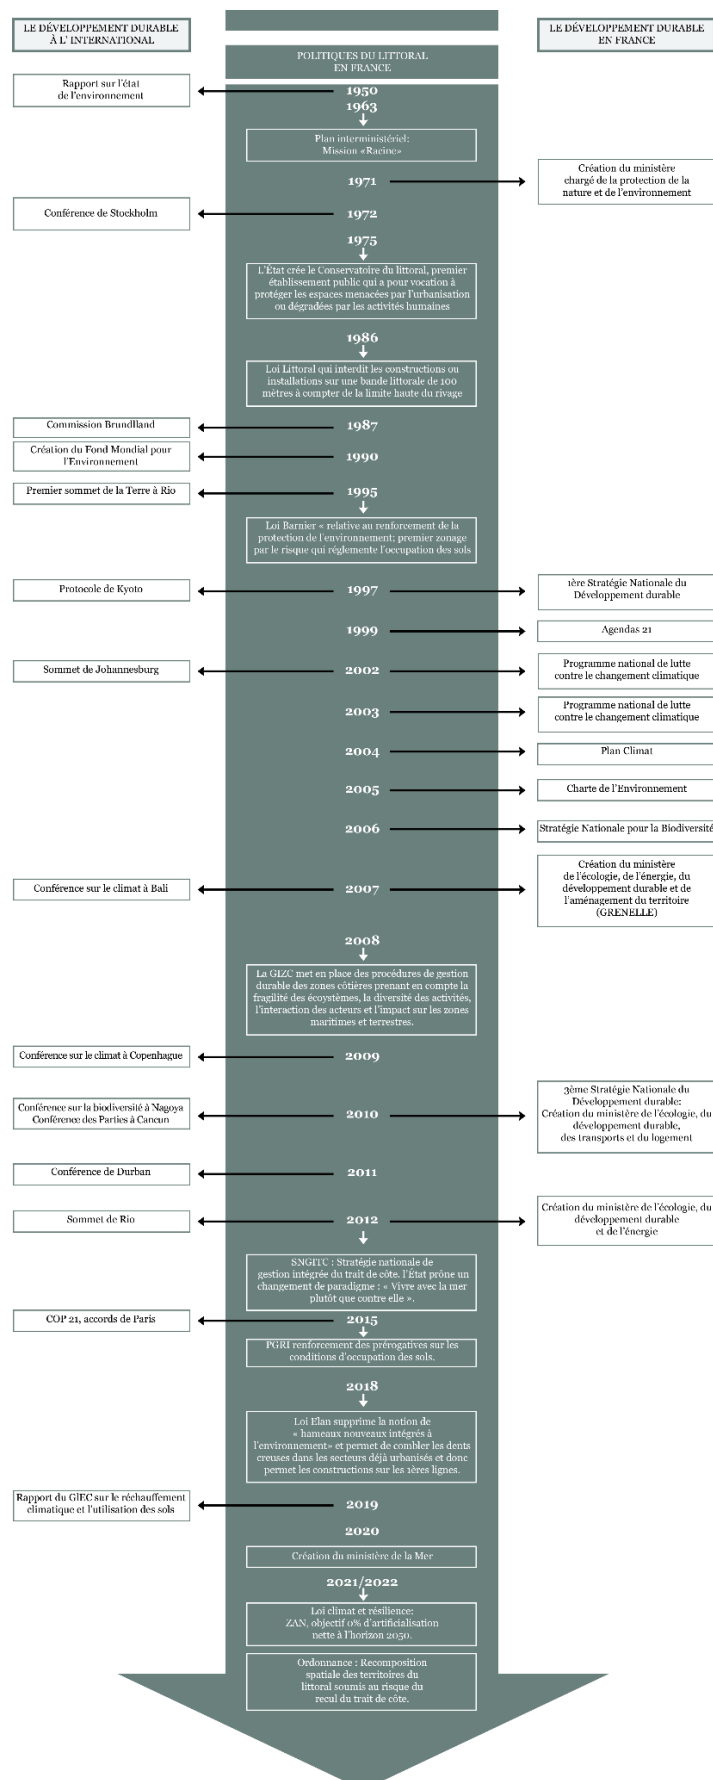 LE DÉVELOPPEMENT DURABLE
À L' INTERNATIONAL
POLITIQUES DU LITTORAL
EN FRANCE
LE DÉVELOPPEMENT DURABLE
EN FRANCE
Rapport sur l'état
de l'environnement
1950
1963
Plan interministériel:
Mission «Racine»
1971
Création du ministère
chargé de la protection de la
nature et de l'environnement
Conférence de Stockholm
1972
1975
L'État crée le Conservatoire du littoral, premier
établissement public qui a pour vocation à
protéger les espaces menacées par l'urbanisation
ou dégradées par les activités humaines
1986
Loi Littoral qui interdit les constructions ou
installations sur une bande littorale de 100
mètres à compter de la limite haute du rivage
Commission Brundlland
1987
Création du Fond Mondial pour
l'Environnement
1990
Premier sommet de la Terre à Rio
1995
Loi Barnier « relative au renforcement de la
protection de l'environnement; premier zonage
par le risque qui réglemente l'occupation des sols
Protocole de Kyoto
1997
1ère Stratégie Nationale du
Développement durable
1999
Agendas 21
Sommet de Johannesburg
2002
Programme national de lutte
contre le changement climatique
2003
Programme national de lutte
contre le changement climatique
2004
Plan Climat
2005
Charte de l'Environnement
2006
Stratégie Nationale pour la Biodiversité
Conférence sur le climat à Bali
2007
Création du ministère
de l'écologie, de l'énergie, du
développement durable et de
l'aménagement du territoire
(GRENELLE)
2008
La GIZC met en place des procédures de gestion
durable des zones côtières prenant en compte la
fragilité des écoystèmes, la diversité des activités,
l'interaction des acteurs et l'impact sur les zones
maritimes et terrestres.
Conférence sur le climat à Copenhague
2009
Conférence sur la biodiversité à Nagoya
Conférence des Parties à Cancun
2010
3ème Stratégie Nationale du
Développement durable:
Création du ministère de l'écologie, du
développement durable,
des transports et du logement
Conférence de Durban
2011
Sommet de Rio
2012
Création du ministère de l'écologie, du
développement durable
et de l'énergie
SNGITC : Stratégie nationale de
gestion intégrée du trait de côte. l'État prône un
changement de paradigme : « Vivre avec la mer
plutôt que contre elle ».
COP 21, accords de Paris
2015
PGRI renforcement des prérogatives sur les
conditions d'occupation des sols.
2018
Loi Elan supprime la notion de
« hameaux nouveaux intégrés à
l'environnement» et permet de combler les dents
creuses dans les secteurs déjà urbanisés et donc
permet les constructions sur les 1ères lignes.
Rapport du GIEC sur le réchauffement
climatique et l'utilisation des sols
2019
2020
Création du ministère de la Mer
2021/2022
Loi climat et résilience:
ZAN, objectif 0% d'artificialisation
nette à l'horizon 2050.
Ordonnance : Recomposition
spatiale des territoires du
littoral soumis au risque du
recul du trait de côte.